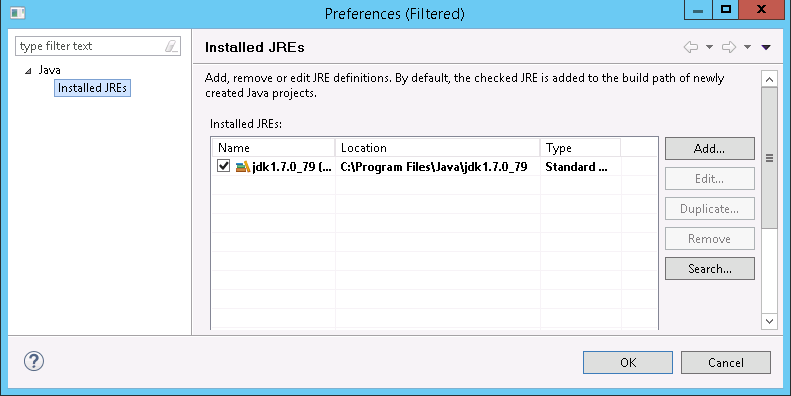 Preferences (Filtered)
type filter text
Java
Installed JREs
Installed JREs
Add, remove or edit JRE definitions. By default, the checked JRE is added to the build path of newly
created Java projects.
Installed JREs:
Name Location Type
jdk1.7.0_79 (... C:\Program Files\Java\jdk1.7.0_79 Standard ...
Add...
Edit...
Duplicate...
Remove
Search...
?
OK Cancel